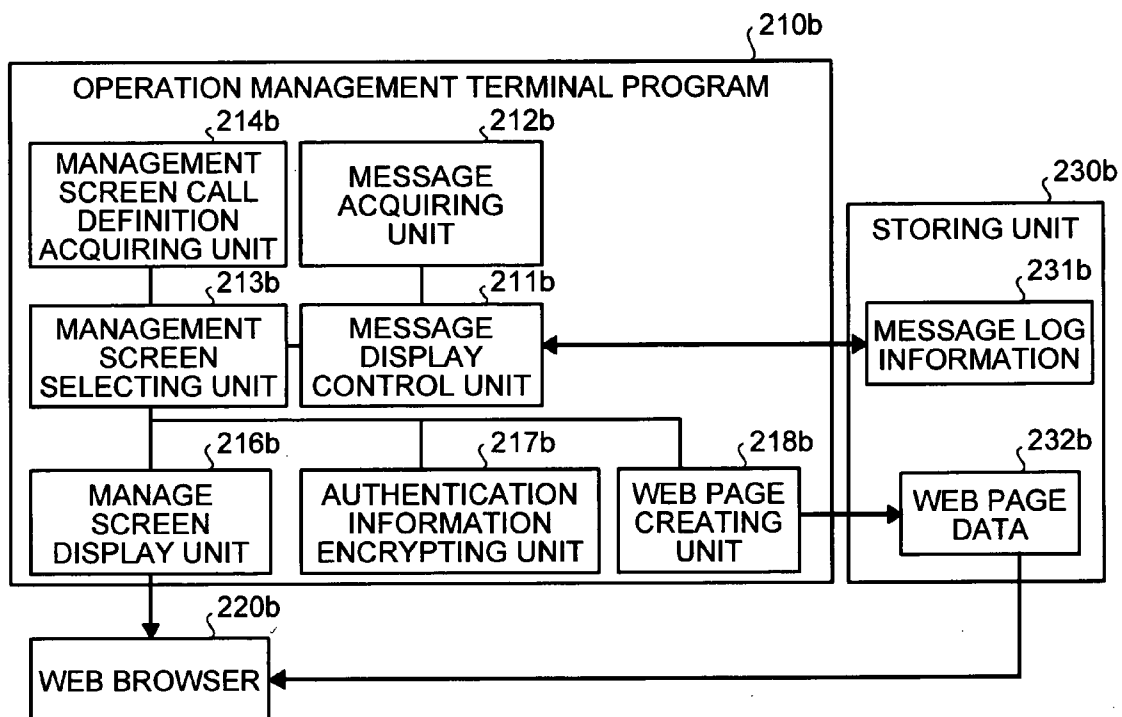 210b
OPERATION MANAGEMENT TERMINAL PROGRAM
214b
MANAGEMENT
SCREEN CALL
DEFINITION
ACQUIRING UNIT
212b
MESSAGE
ACQUIRING
UNIT
230b
STORING UNIT
213b
MANAGEMENT
SCREEN
SELECTING UNIT
211b
MESSAGE
DISPLAY
CONTROL UNIT
231b
MESSAGE LOG
INFORMATION
216b
MANAGE
SCREEN
DISPLAY UNIT
217b
AUTHENTICATION
INFORMATION
ENCRYPTING UNIT
218b
WEB PAGE
CREATING
UNIT
232b
WEB PAGE
DATA
220b
WEB BROWSER